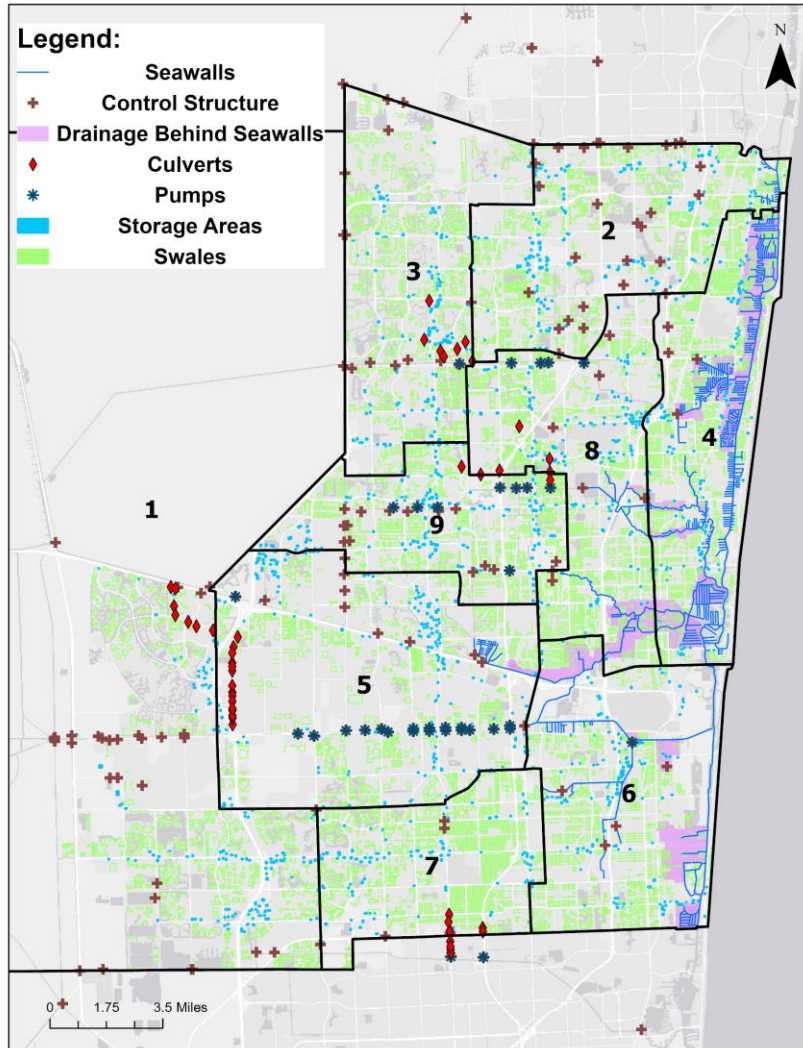 Legend:
Seawalls
Control Structure
Drainage Behind Seawalls
Culverts
Pumps
Storage Areas
Swales
N
2
3
4
8
1
9
5
6
7
0 1.75 3.5 Miles